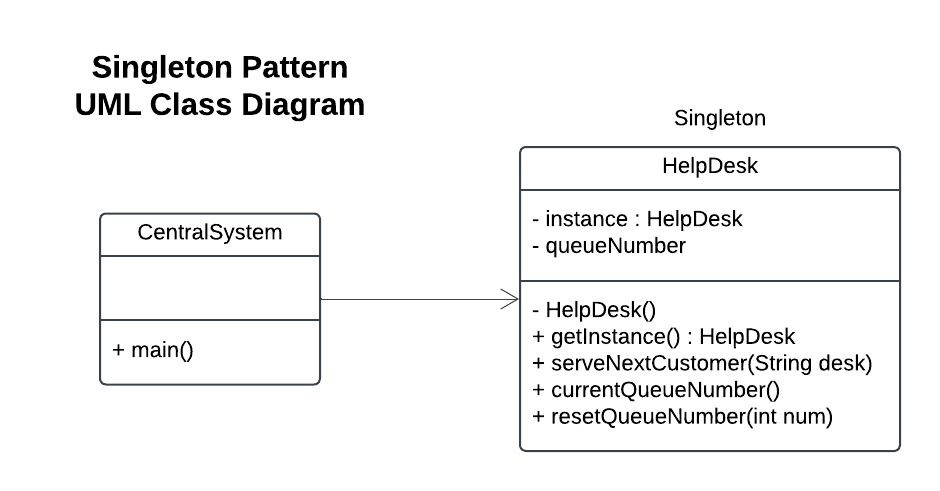 Singleton Pattern
UML Class Diagram
Singleton
HelpDesk
- instance : HelpDesk
- queueNumber
- HelpDesk()
+ getInstance() : HelpDesk
+ serveNextCustomer(String desk)
+ currentQueueNumber()
+ resetQueueNumber(int num)
CentralSystem
+ main()